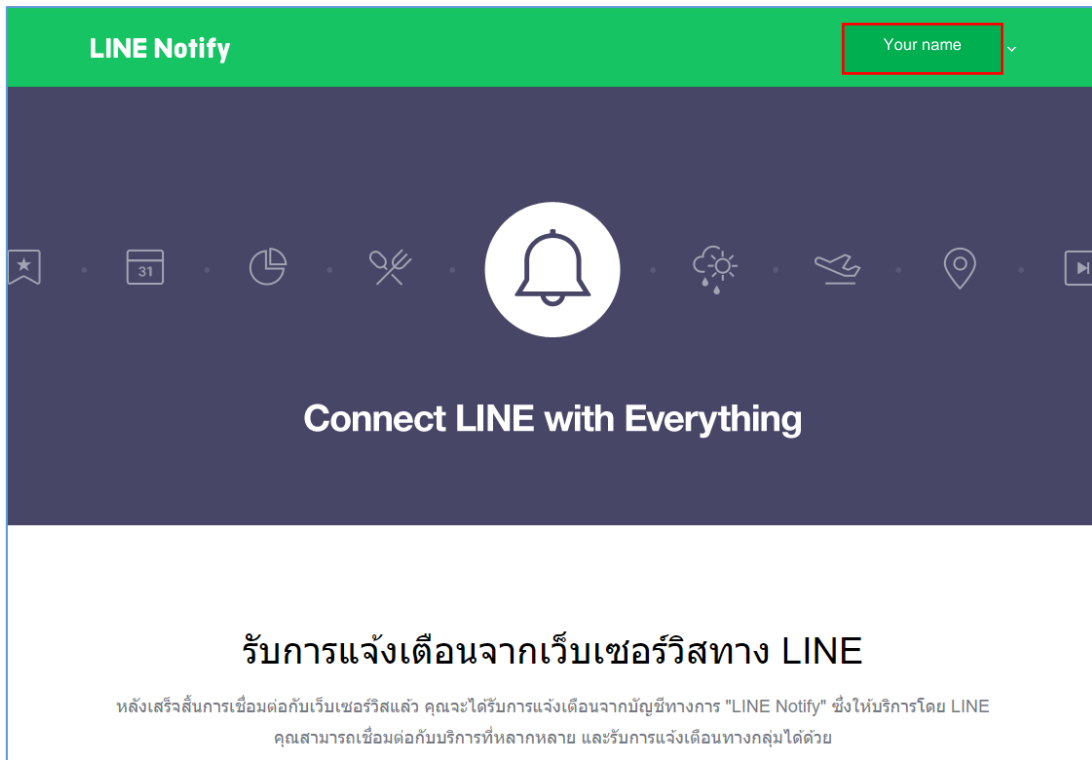 LINE Notify
Your name
31
Connect LINE with Everything
รับการแจ้งเตือนจากเว็บเซอร์วิสทาง LINE
หลังเสร็จสิ้นการเชื่อมต่อกับเว็บเซอร์วิสแล้ว คุณจะได้รับการแจ้งเตือนจากบัญชีทางการ "LINE Notify" ซึ่งให้บริการโดย LINE
คุณสามารถเชื่อมต่อกับบริการที่หลากหลาย และรับการแจ้งเตือนทางกลุ่มได้ด้วย